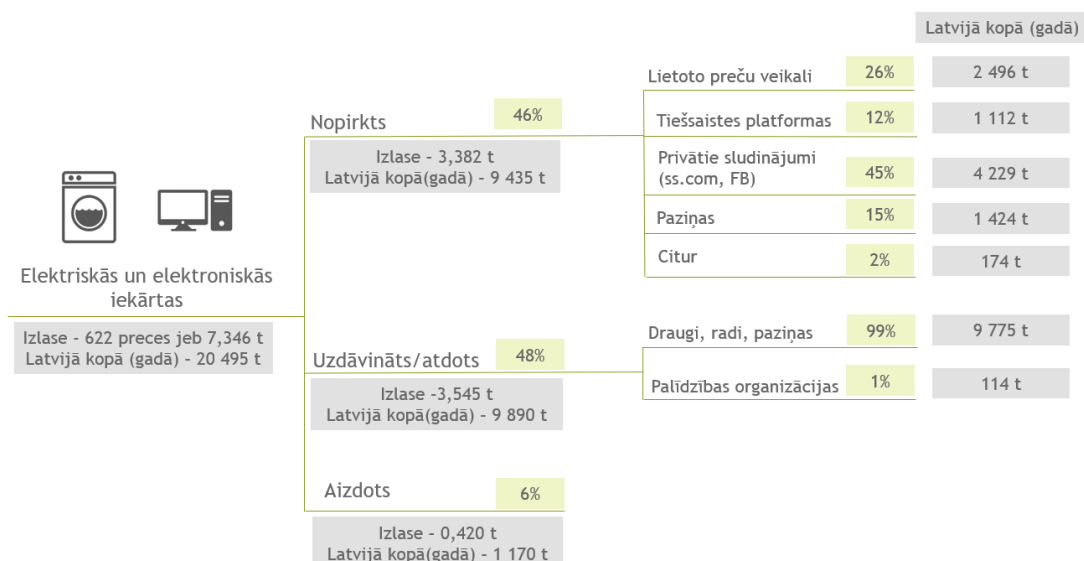 Latvijā kopā (gadā)
Lietoto preču veikali 26% 2 496 t
Nopirkts 46%
Tiešsaistes platformas 12% 1 112 t
Izlase - 3,382 t
Latvijā kopā(gadā) - 9 435 t
Privātie sludinājumi
(ss.com, FB) 45% 4 229 t
Paziņas 15% 1 424 t
Citur 2% 174 t
Elektriskās un elektroniskās
iekārtas
Izlase - 622 preces jeb 7,346 t
Latvijā kopā (gadā) - 20 495 t
Uzdāvināts/atdots 48%
Izlase -3,545 t
Latvijā kopā(gadā) - 9 890 t
Draugi, radi, paziņas 99% 9 775 t
Palīdzības organizācijas 1% 114 t
Aizdots 6%
Izlase - 0,420 t
Latvijā kopā(gadā) - 1 170 t